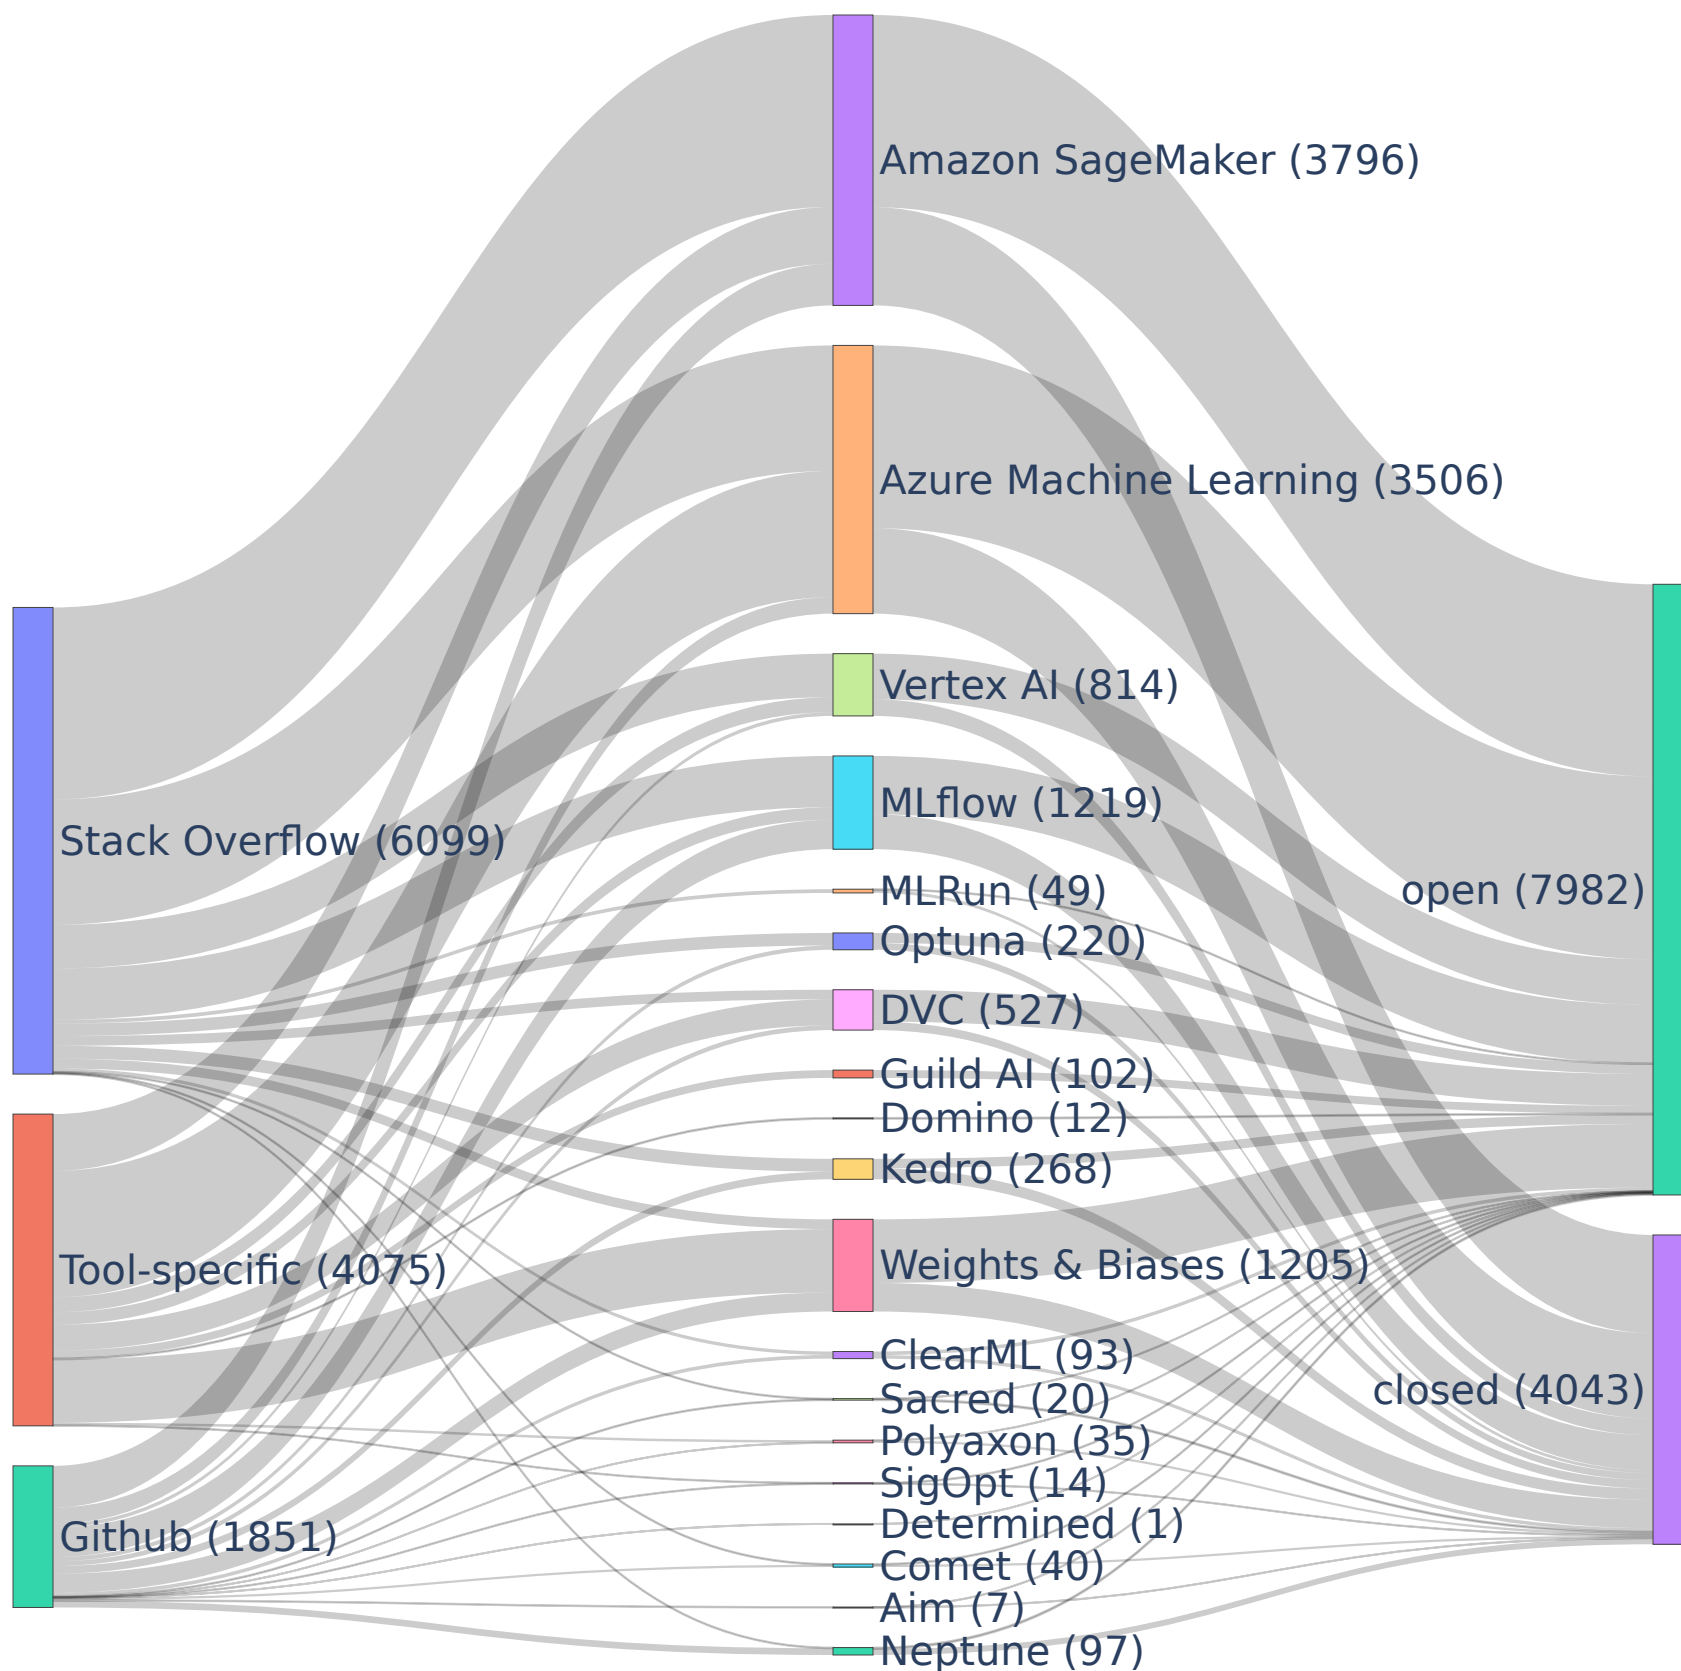 Stack Overflow (6099)
Tool-specific (4075)
Github (1851)
Amazon SageMaker (3796)
Azure Machine Learning (3506)
Vertex AI (814)
MLflow (1219)
MLRun (49)
Optuna (220)
DVC (527)
Guild AI (102)
Domino (12)
Kedro (268)
Weights & Biases (1205)
ClearML (93)
Sacred (20)
Polyaxon (35)
SigOpt (14)
Determined (1)
Comet (40)
Aim (7)
Neptune (97)
open (7982)
closed (4043)